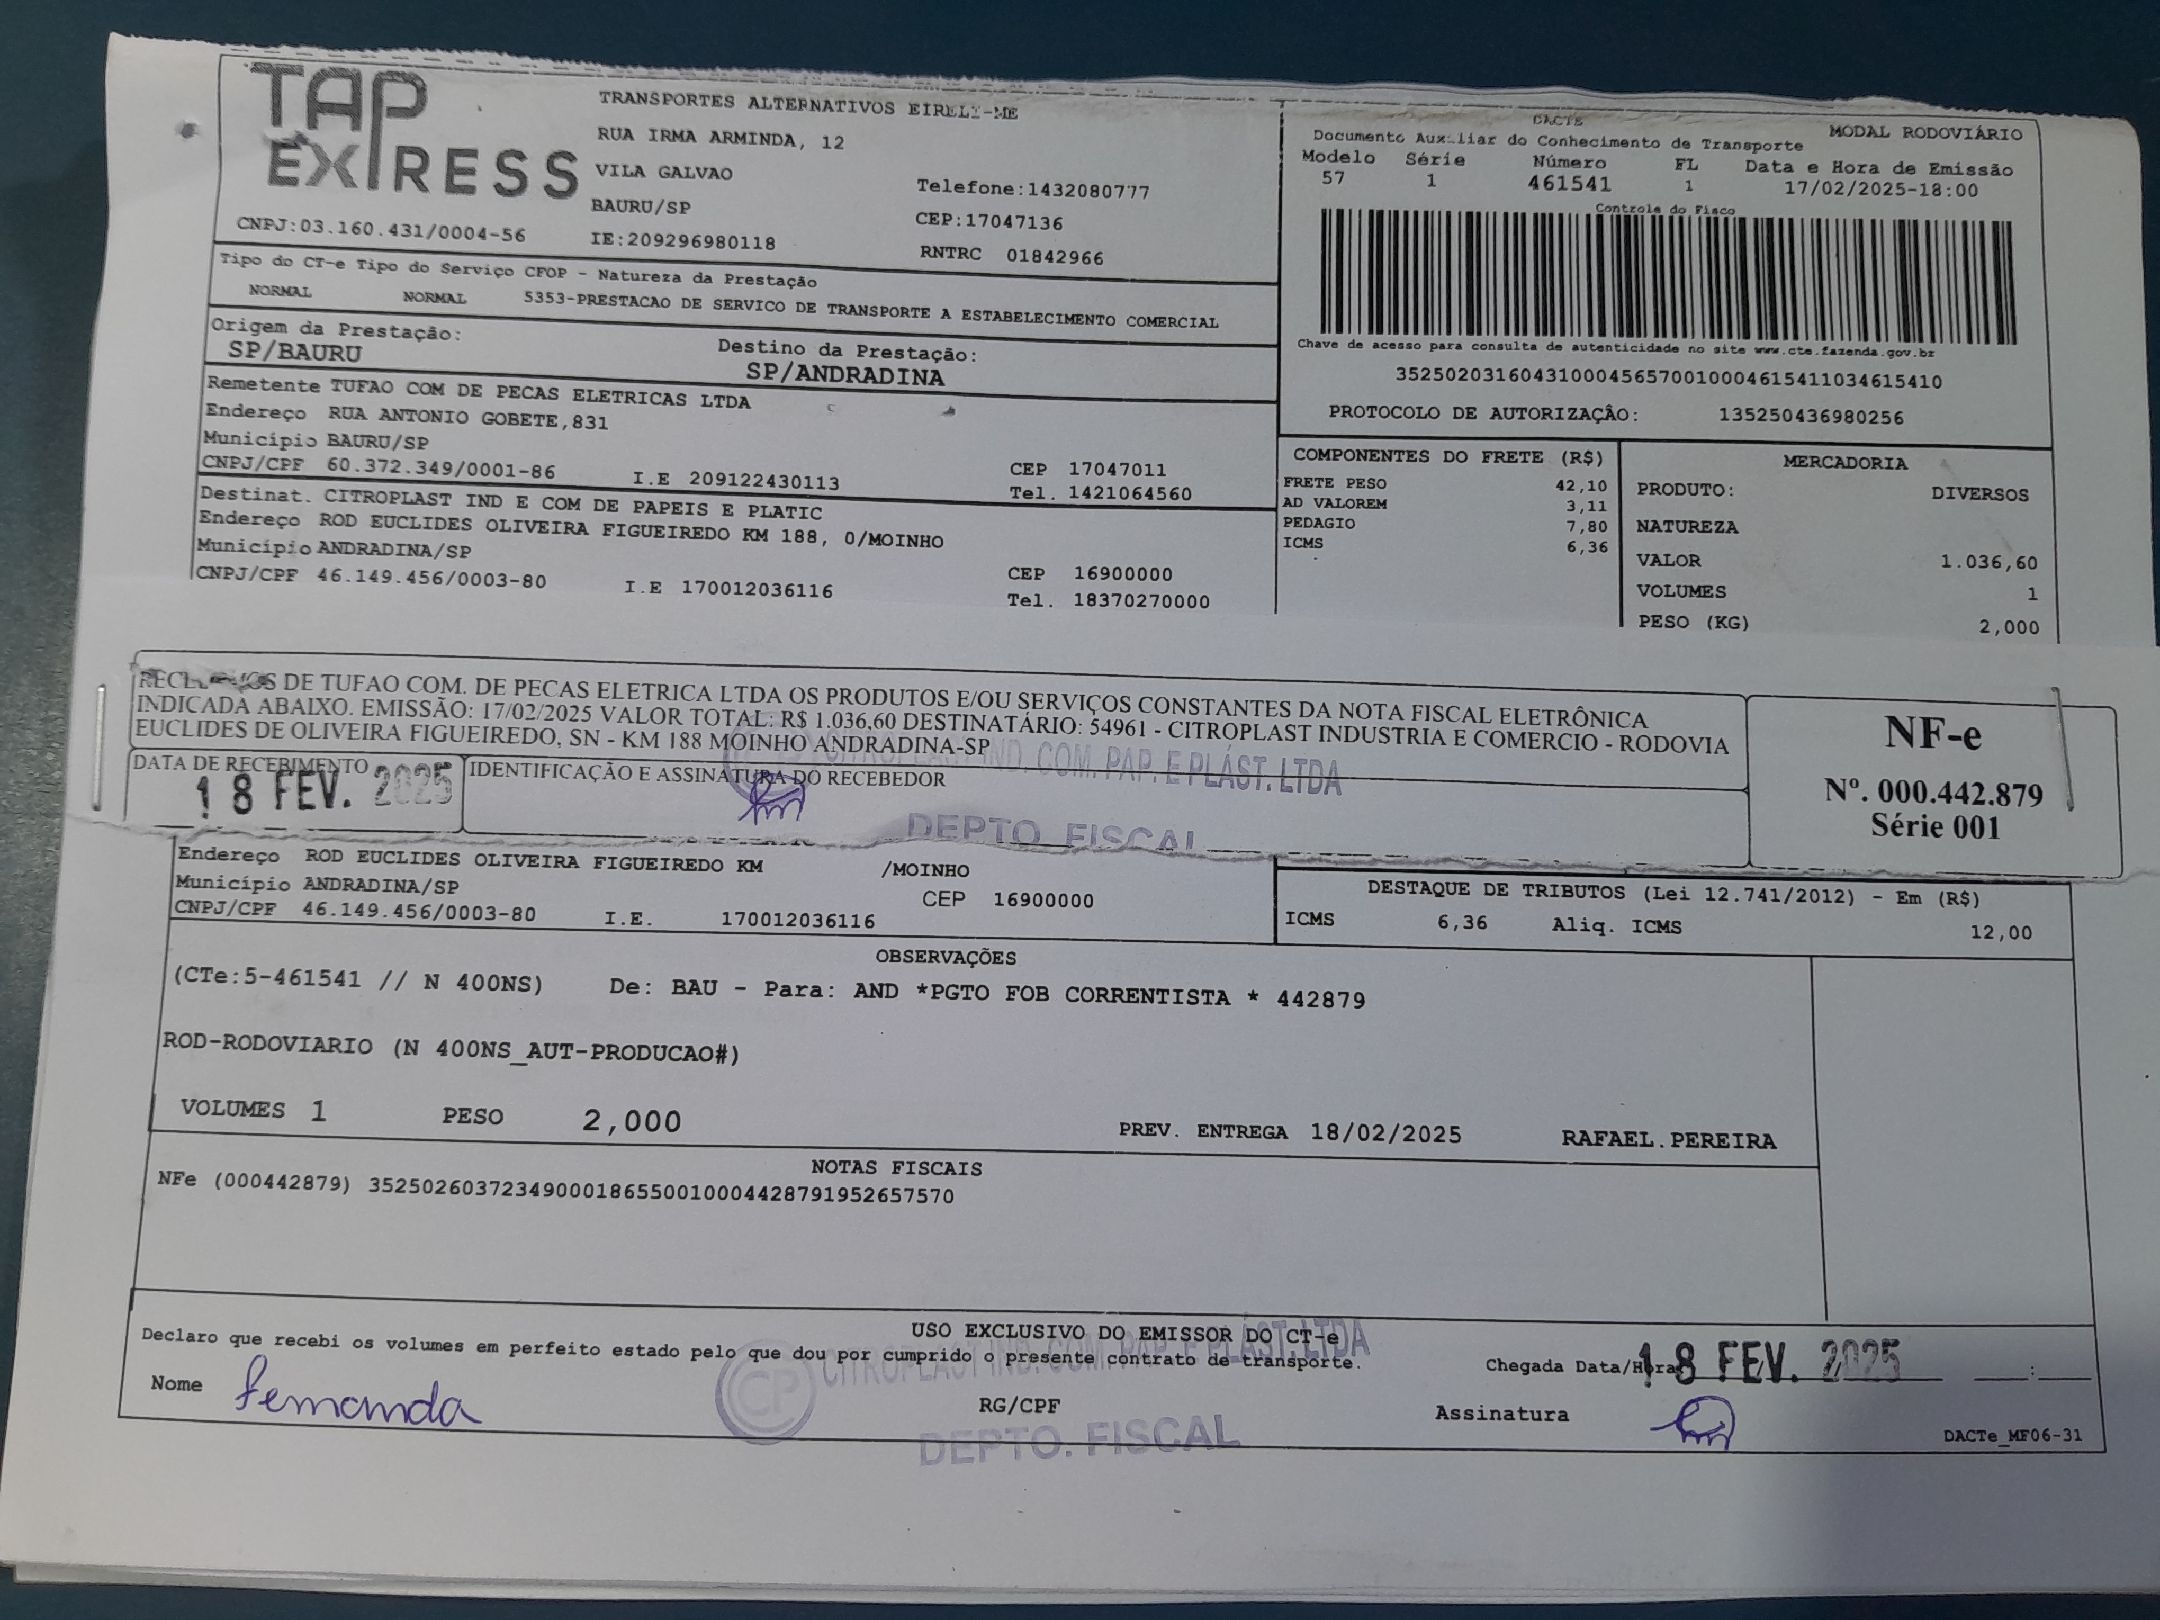 TAP EXPRESS
TRANSPORTES ALTERNATIVOS EIRELI-ME
RUA IRMA ARMINDA, 12
VILA GALVAO
BAURU/SP
Telefone:1432080777
CEP:17047136
CNPJ:03.160.431/0004-56
IE:209296980118
RNTRC 01842966
DACTE
MODAL RODOVIÁRIO
Documento Auxiliar do Conhecimento de Transporte
Modelo Série Número FL Data e Hora de Emissão
57 1 461541 1 17/02/2025-18:00
Controle do Fisco
Chave de acesso para consulta de autenticidade no site www.cte.fazenda.gov.br
35250203160431000456570010004615411034615410
PROTOCOLO DE AUTORIZAÇÂO: 135250436980256
Tipo do CT-e Tipo do Serviço CFOP - Natureza da Prestação
NORMAL NORMAL 5353-PRESTACAO DE SERVICO DE TRANSPORTE A ESTABELECIMENTO COMERCIAL
Origem da Prestação:
SP/BAURU
Destino da Prestação:
SP/ANDRADINA
Remetente TUFAO COM DE PECAS ELETRICAS LTDA
Endereço RUA ANTONIO GOBETE,831
Município BAURU/SP
CNPJ/CPF 60.372.349/0001-86 I.E 209122430113
CEP 17047011
Tel. 1421064560
Destinat. CITROPLAST IND E COM DE PAPEIS E PLATIC
Endereço ROD EUCLIDES OLIVEIRA FIGUEIREDO KM 188, 0/MOINHO
Município ANDRADINA/SP
CNPJ/CPF 46.149.456/0003-80 I.E 170012036116
CEP 16900000
Tel. 18370270000
COMPONENTES DO FRETE (R$)
FRETE PESO 42,10
AD VALOREM 3,11
PEDAGIO 7,80
ICMS 6,36
MERCADORIA
PRODUTO: DIVERSOS
NATUREZA
VALOR 1.036,60
VOLUMES 1
PESO (KG) 2,000
DE TUFAO COM. DE PECAS ELETRICA LTDA OS PRODUTOS E/OU SERVIÇOS CONSTANTES DA NOTA FISCAL ELETRÔNICA
INDICADA ABAIXO. EMISSÃO: 17/02/2025 VALOR TOTAL: R$ 1.036,60 DESTINATÁRIO: 54961 - CITROPLAST INDUSTRIA E COMERCIO - RODOVIA
EUCLIDES DE OLIVEIRA FIGUEIREDO, SN - KM 188 MOINHO ANDRADINA-SP
DATA DE RECEBIMENTO
18 FEV. 2025
IDENTIFICAÇÃO E ASSINATURA DO RECEBEDOR
CITROPLAST IND. COM. PAP. E PLÁST. LTDA
DEPTO. FISCAL
NF-e
Nº. 000.442.879
Série 001
Endereço ROD EUCLIDES OLIVEIRA FIGUEIREDO KM /MOINHO
Município ANDRADINA/SP
CEP 16900000
CNPJ/CPF 46.149.456/0003-80 I.E. 170012036116
DESTAQUE DE TRIBUTOS (Lei 12.741/2012) - Em (R$)
ICMS 6,36 Aliq. ICMS 12,00
OBSERVAÇÕES
(CTe:5-461541 // N 400NS) De: BAU - Para: AND *PGTO FOB CORRENTISTA * 442879
ROD-RODOVIARIO (N 400NS_AUT-PRODUCAO#)
VOLUMES 1 PESO 2,000
PREV. ENTREGA 18/02/2025 RAFAEL.PEREIRA
NOTAS FISCAIS
NFe (000442879) 35250260372349000186550010004428791952657570
USO EXCLUSIVO DO EMISSOR DO CT-e
Declaro que recebi os volumes em perfeito estado pelo que dou por cumprido o presente contrato de transporte.
Chegada Data/Hora 18 FEV. 2025 :
CP CITROPLAST IND. COM. PAP. E PLÁST. LTDA
DEPTO. FISCAL
Nome Fernanda
RG/CPF
Assinatura
DACTe_MF06-31